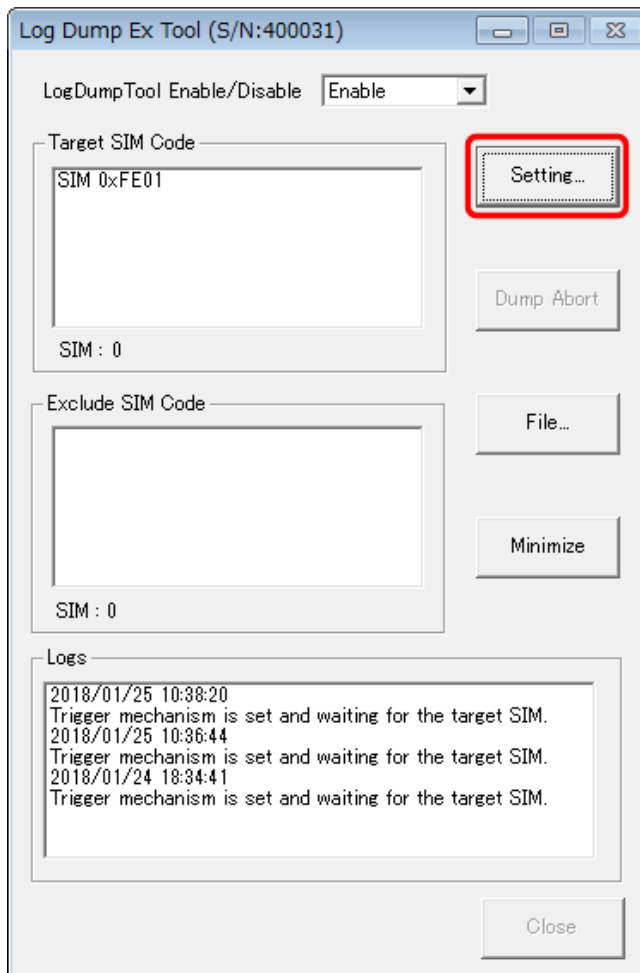 Log Dump Ex Tool (S/N:400031)
LogDumpTool Enable/Disable Enable
Target SIM Code
SIM 0xFE01
Setting...
Dump Abort
SIM : 0
Exclude SIM Code
File...
Minimize
SIM : 0
Logs
2018/01/25 10:38:20
Trigger mechanism is set and waiting for the target SIM.
2018/01/25 10:36:44
Trigger mechanism is set and waiting for the target SIM.
2018/01/24 18:34:41
Trigger mechanism is set and waiting for the target SIM.
Close